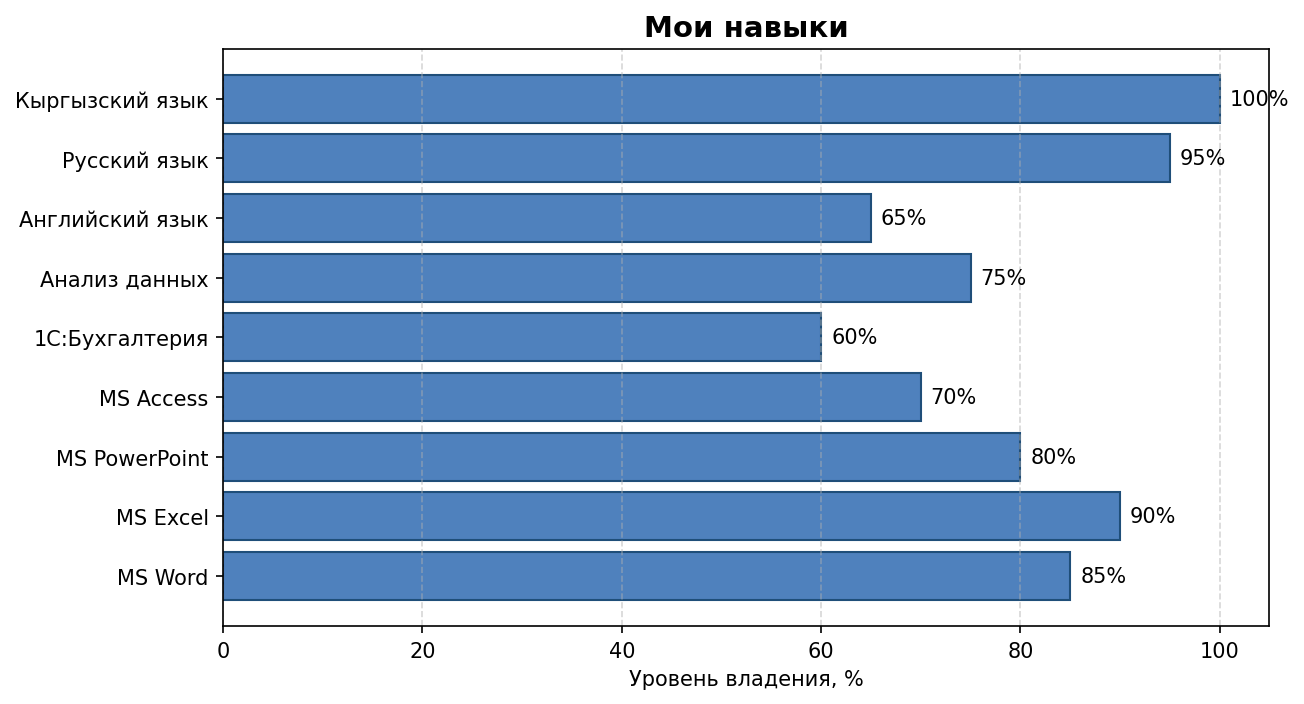 Мои навыки
Кыргызский язык 100%
Русский язык 95%
Английский язык 65%
Анализ данных 75%
1С:Бухгалтерия 60%
MS Access 70%
MS PowerPoint 80%
MS Excel 90%
MS Word 85%
0 20 40 60 80 100
Уровень владения, %